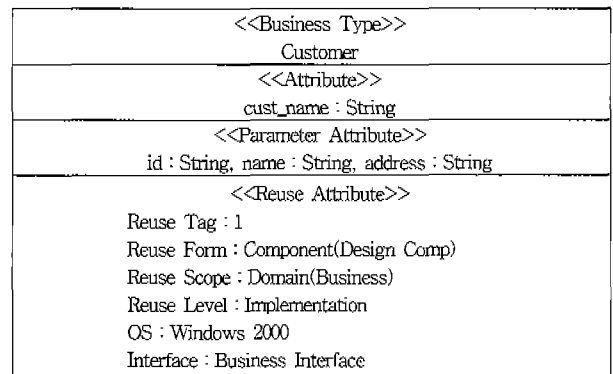 <<Business Type>>
Customer
<<Attribute>>
cust_name : String
<<Parameter Attribute>>
id : String, name : String, address : String
<<Reuse Attribute>>
Reuse Tag : 1
Reuse Form : Component(Design Comp)
Reuse Scope : Domain(Business)
Reuse Level : Implementation
OS : Windows 2000
Interface : Business Interface